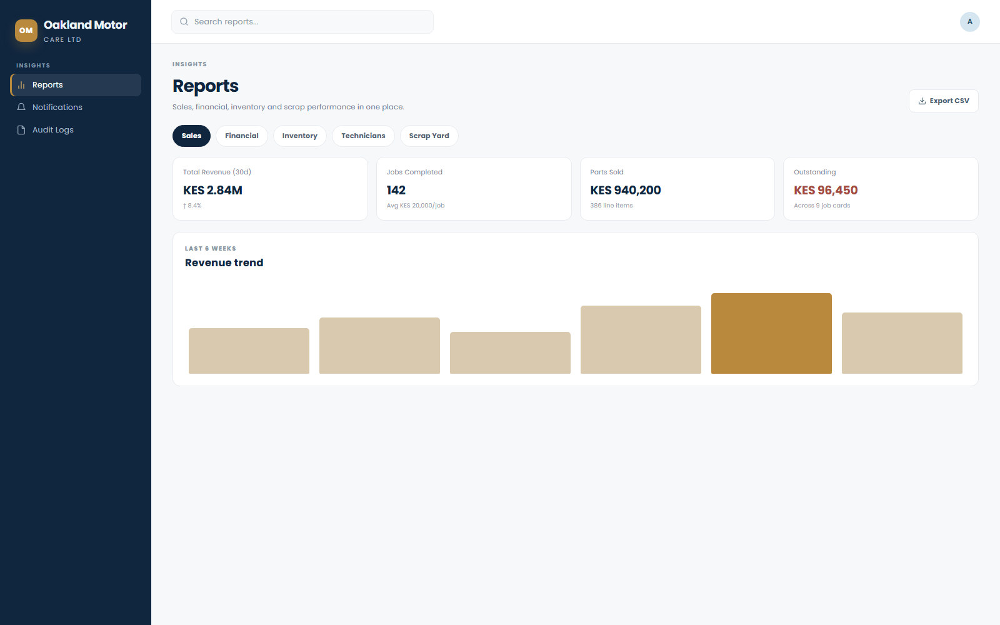 OM
Oakland Motor
CARE LTD
INSIGHTS
Reports
Notifications
Audit Logs
Search reports...
A
INSIGHTS
Reports
Sales, financial, inventory and scrap performance in one place.
Export CSV
Sales
Financial
Inventory
Technicians
Scrap Yard
Total Revenue (30d)
KES 2.84M
↑ 8.4%
Jobs Completed
142
Avg KES 20,000/job
Parts Sold
KES 940,200
386 line items
Outstanding
KES 96,450
Across 9 job cards
LAST 6 WEEKS
Revenue trend